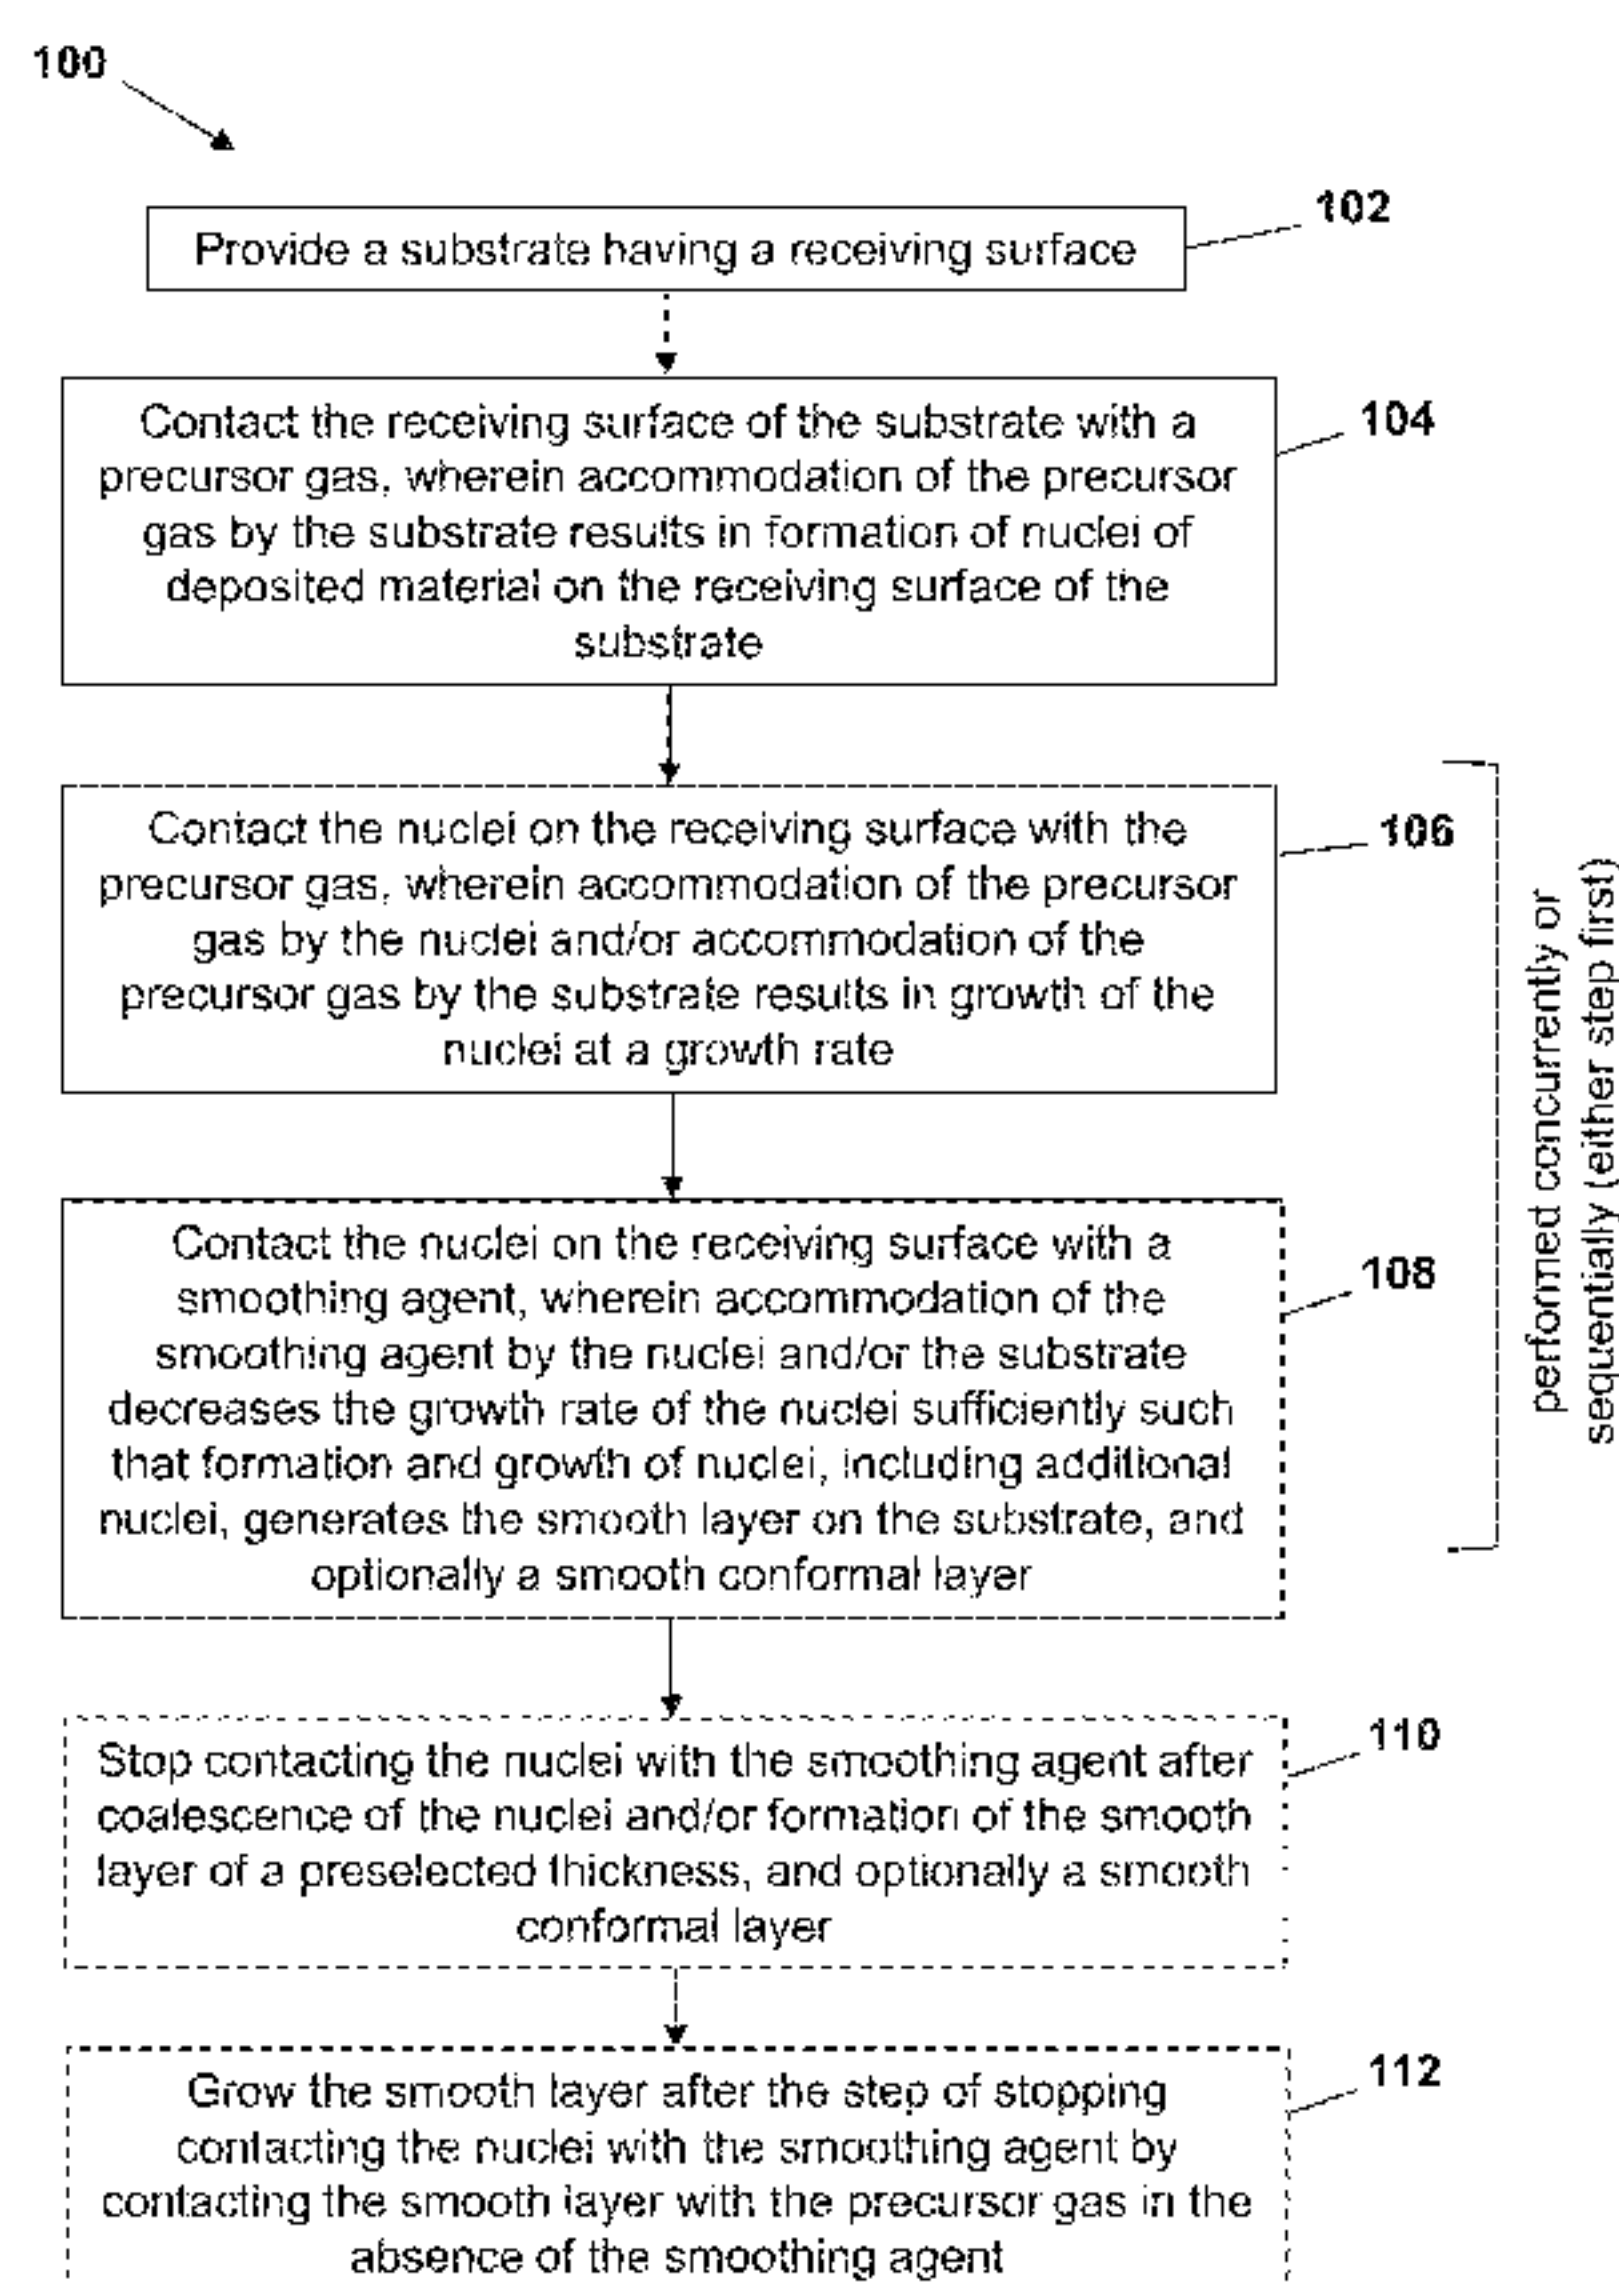 100
102
Provide a substrate having a receiving surface
104
Contact the receiving surface of the substrate with a
precursor gas, wherein accommodation of the precursor
gas by the substrate results in formation of nuclei of
deposited material on the receiving surface of the
substrate
106
Contact the nuclei on the receiving surface with the
precursor gas, wherein accommodation of the precursor
gas by the nuclei and/or accommodation of the
precursor gas by the substrate results in growth of the
nuclei at a growth rate
performed concurrently or
sequentially (either step first)
108
Contact the nuclei on the receiving surface with a
smoothing agent, wherein accommodation of the
smoothing agent by the nuclei and/or the substrate
decreases the growth rate of the nuclei sufficiently such
that formation and growth of nuclei, including additional
nuclei, generates the smooth layer on the substrate, and
optionally a smooth conformal layer
110
Stop contacting the nuclei with the smoothing agent after
coalescence of the nuclei and/or formation of the smooth
layer of a preselected thickness, and optionally a smooth
conformal layer
112
Grow the smooth layer after the step of stopping
contacting the nuclei with the smoothing agent by
contacting the smooth layer with the precursor gas in the
absence of the smoothing agent